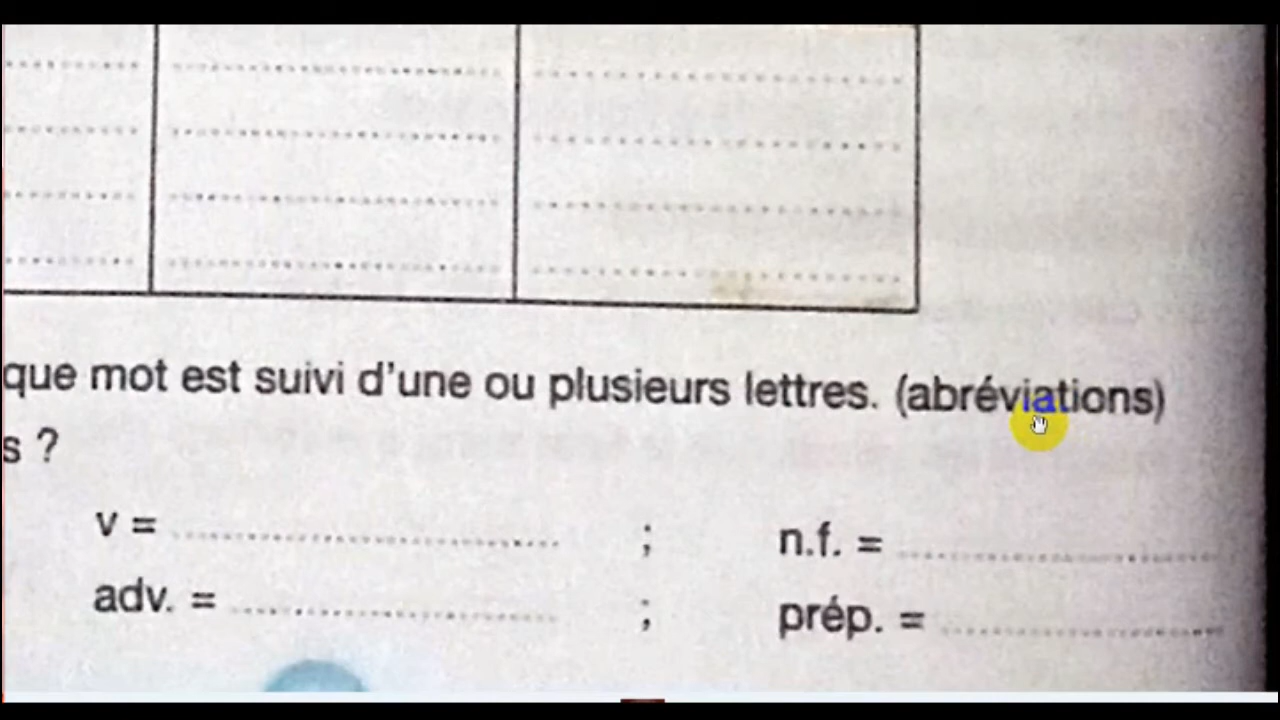 que mot est suivi d'une ou plusieurs lettres. (abréviations)
s ?
v = ........................................ ; n.f. = ........................................
adv. = ........................................ ; prép. = ........................................